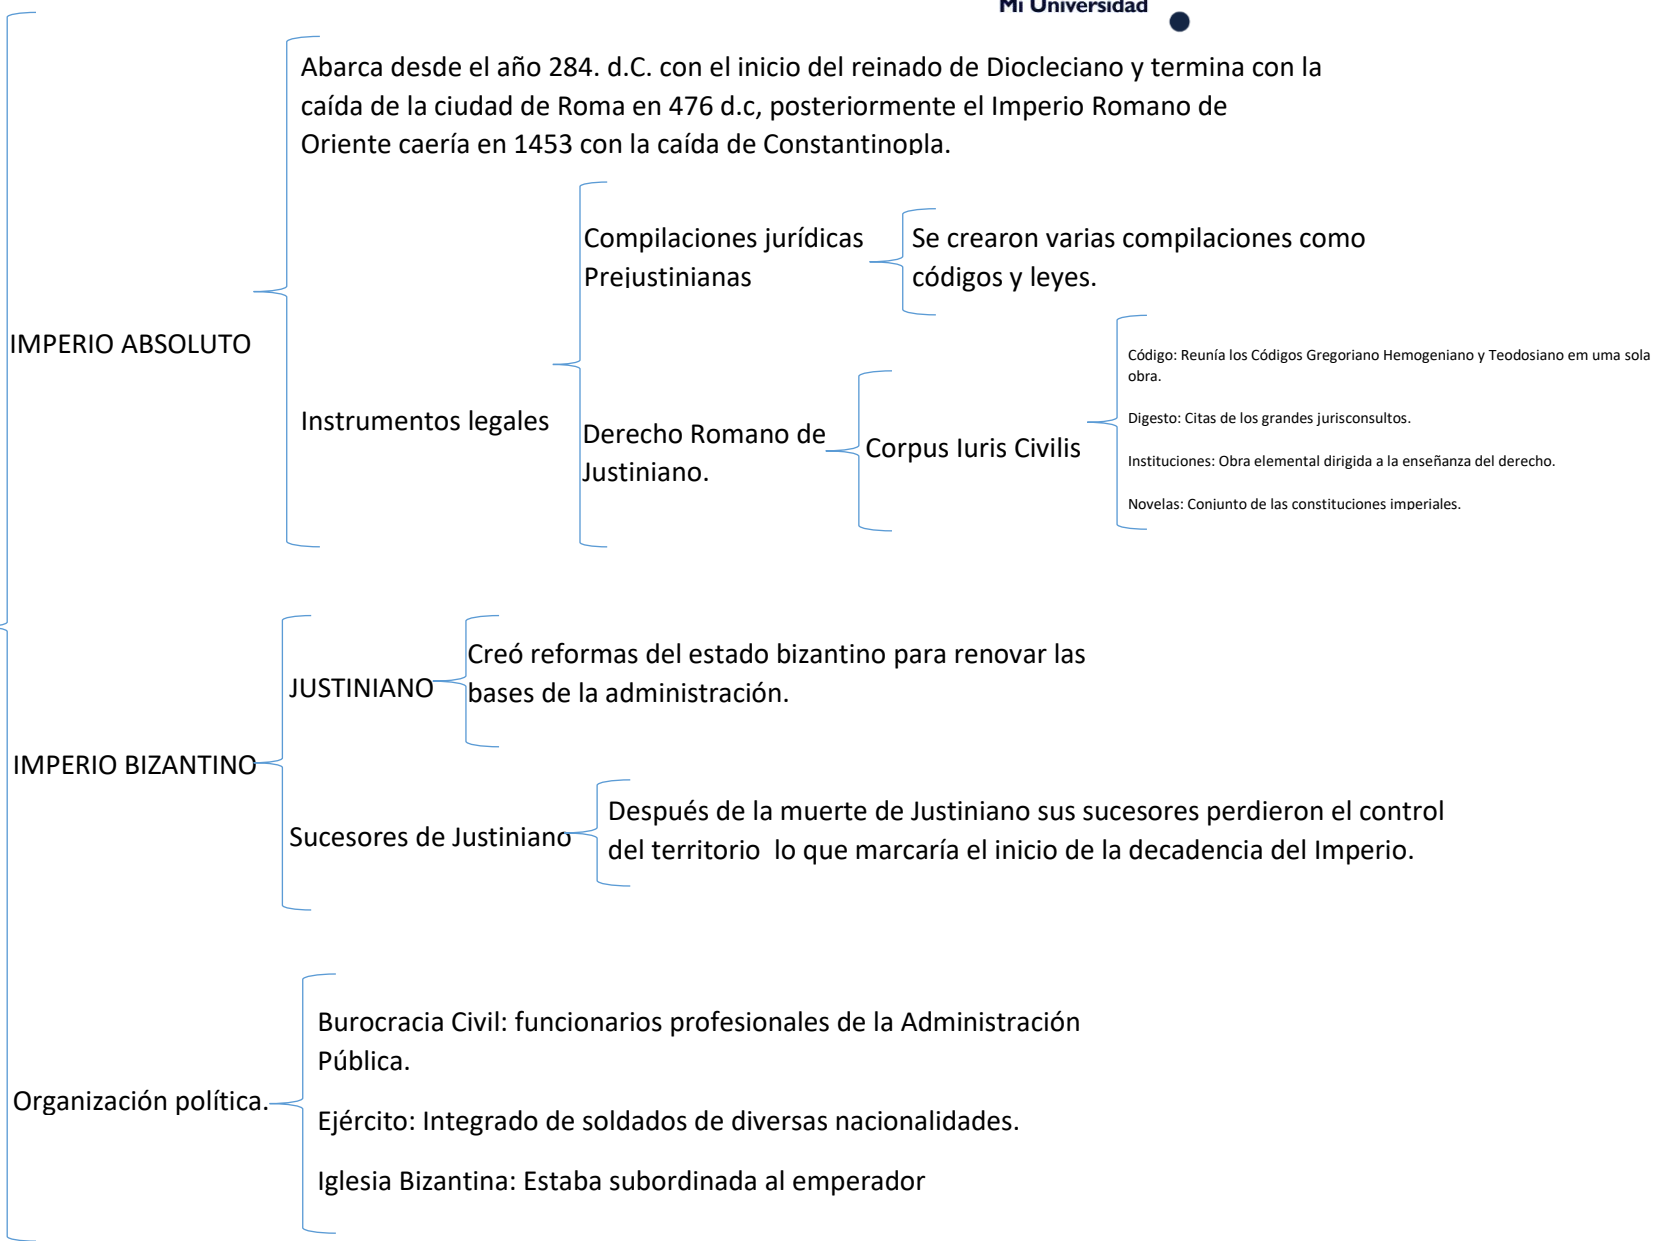 Mi Universidad
Abarca desde el año 284. d.C. con el inicio del reinado de Diocleciano y termina con la
caída de la ciudad de Roma en 476 d.c, posteriormente el Imperio Romano de
Oriente caería en 1453 con la caída de Constantinopla.
Compilaciones jurídicas
Prejustinianas
Se crearon varias compilaciones como
códigos y leyes.
IMPERIO ABSOLUTO
Instrumentos legales
Derecho Romano de
Justiniano.
Corpus Iuris Civilis
Código: Reunía los Códigos Gregoriano Hemogeniano y Teodosiano em uma sola
obra.
Digesto: Citas de los grandes jurisconsultos.
Instituciones: Obra elemental dirigida a la enseñanza del derecho.
Novelas: Conjunto de las constituciones imperiales.
JUSTINIANO
Creó reformas del estado bizantino para renovar las
bases de la administración.
IMPERIO BIZANTINO
Sucesores de Justiniano
Después de la muerte de Justiniano sus sucesores perdieron el control
del territorio  lo que marcaría el inicio de la decadencia del Imperio.
Organización política.
Burocracia Civil: funcionarios profesionales de la Administración
Pública.
Ejército: Integrado de soldados de diversas nacionalidades.
Iglesia Bizantina: Estaba subordinada al emperador